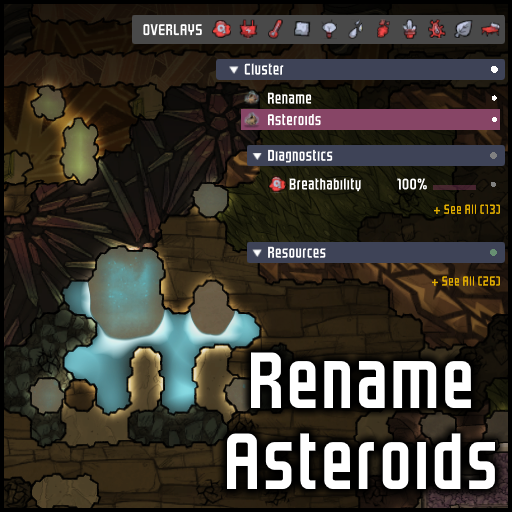 OVERLAYS
Cluster
Rename
Asteroids
Diagnostics
Breathability 100%
+ See All (13)
Resources
+ See All (26)
Rename
Asteroids